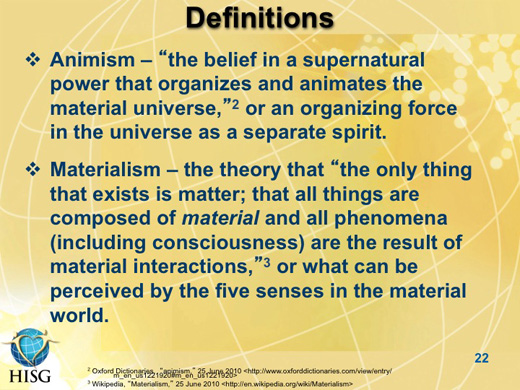 Definitions
❖ Animism – “the belief in a supernatural
power that organizes and animates the
material universe,”2 or an organizing force
in the universe as a separate spirit.
❖ Materialism – the theory that “the only thing
that exists is matter; that all things are
composed of material and all phenomena
(including consciousness) are the result of
material interactions,”3 or what can be
perceived by the five senses in the material
world.
22
HISG
2 Oxford Dictionaries, “animism,” 25 June 2010 <http://www.oxforddictionaries.com/view/entry/
m_en_us1221920#m_en_us1221920>
3 Wikipedia, “Materialism,” 25 June 2010 <http://en.wikipedia.org/wiki/Materialism>